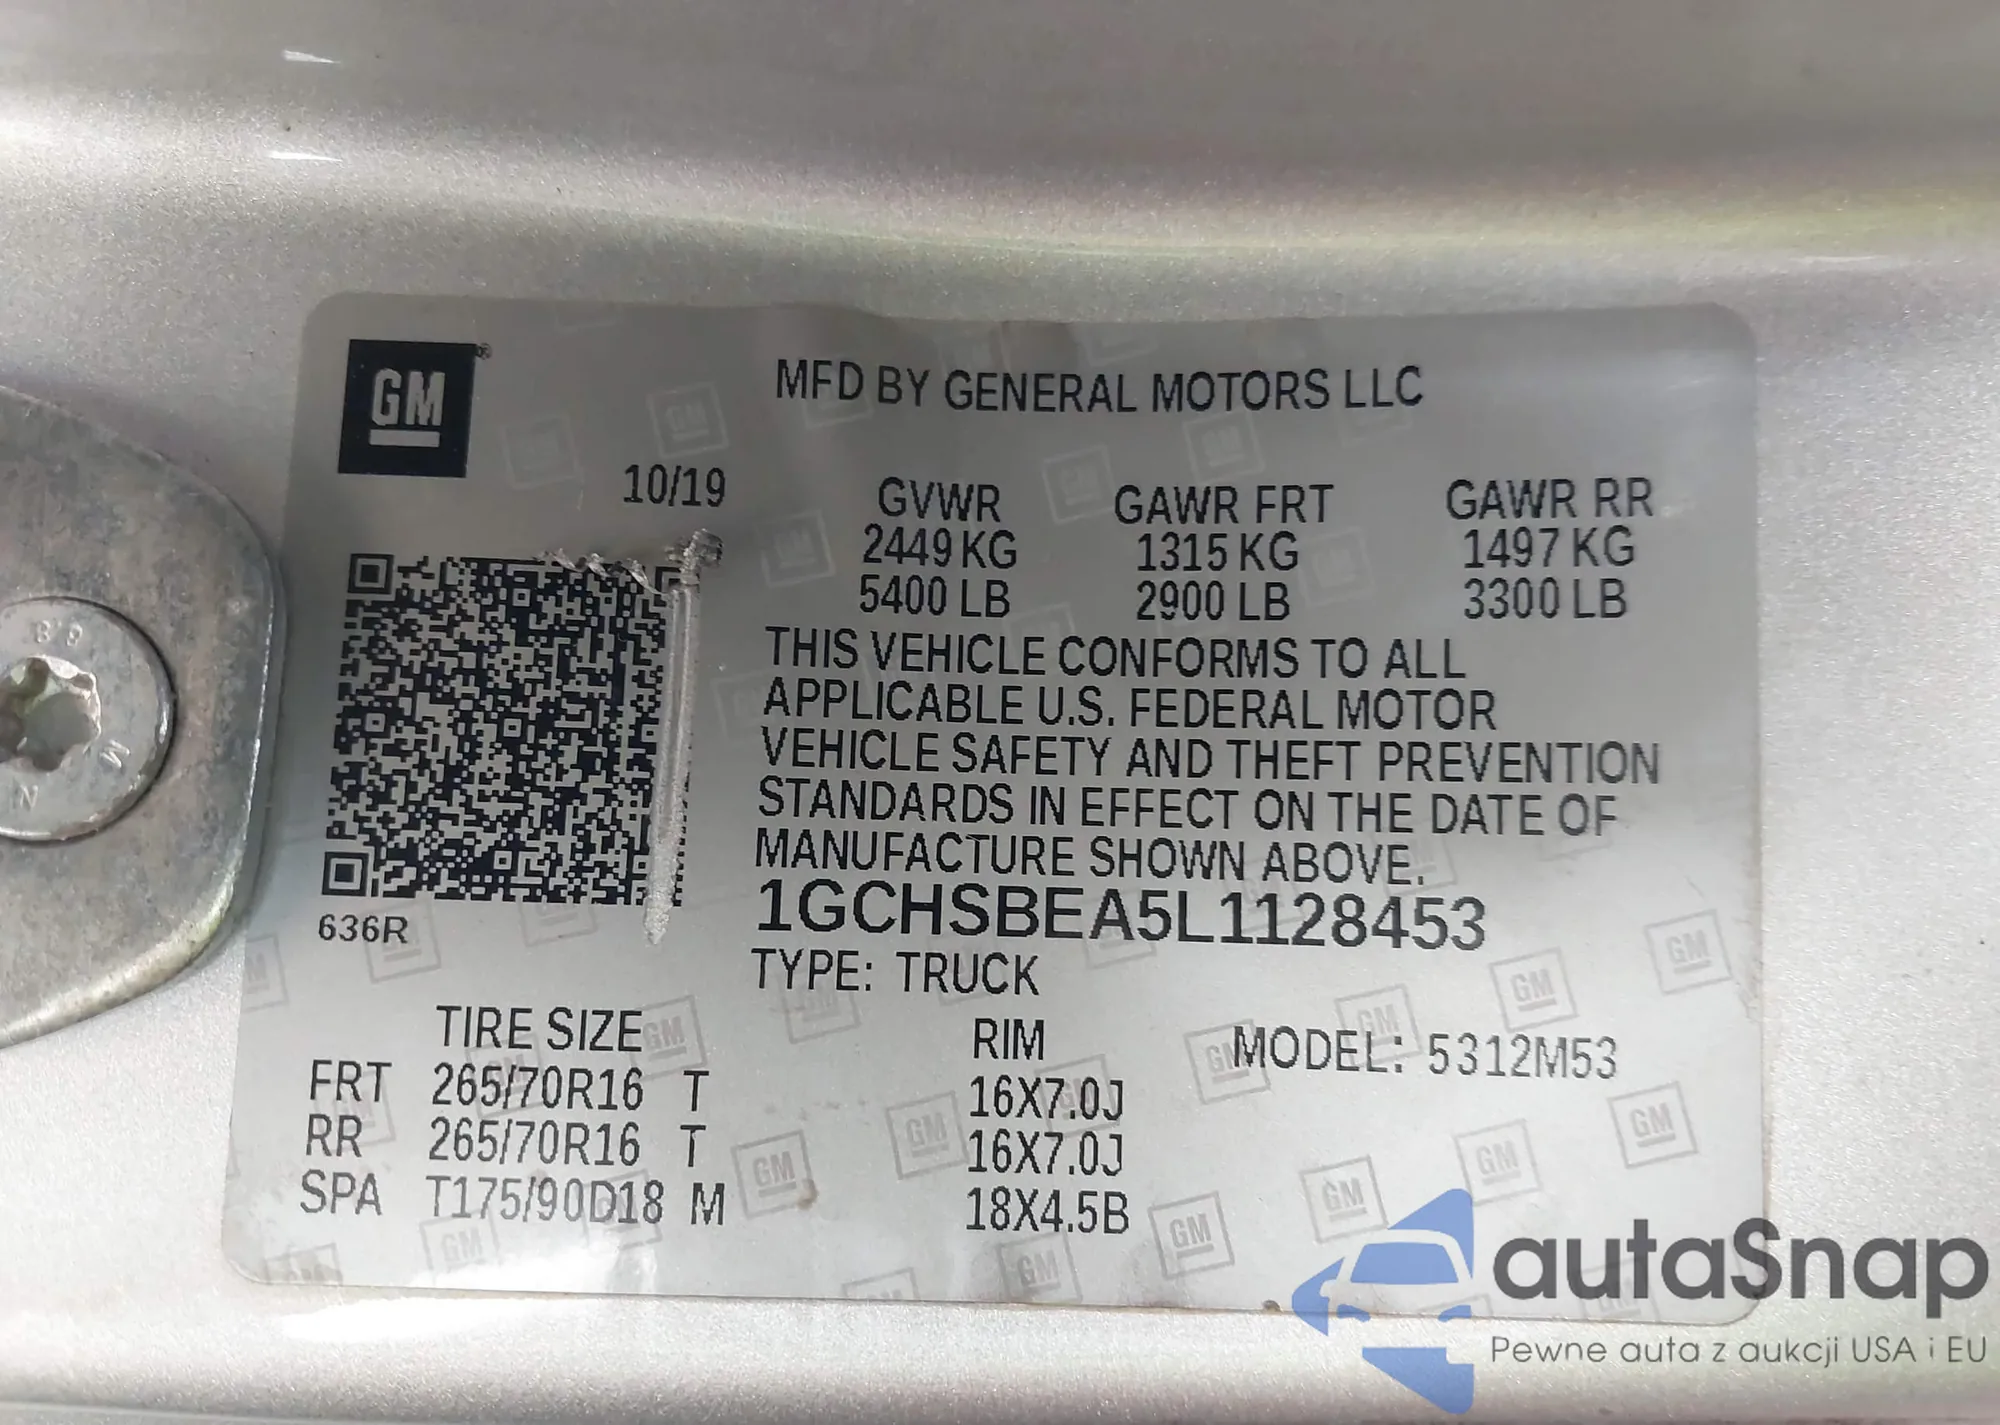 GM
MFD BY GENERAL MOTORS LLC
10/19
GVWR GAWR FRT GAWR RR
2449 KG 1315 KG 1497 KG
5400 LB 2900 LB 3300 LB
THIS VEHICLE CONFORMS TO ALL
APPLICABLE U.S. FEDERAL MOTOR
VEHICLE SAFETY AND THEFT PREVENTION
STANDARDS IN EFFECT ON THE DATE OF
MANUFACTURE SHOWN ABOVE.
1GCHSBEA5L1128453
636R
TYPE: TRUCK
TIRE SIZE RIM MODEL: 5312M53
FRT 265/70R16 T 16X7.0J
RR 265/70R16 T 16X7.0J
SPA T175/90D18 M 18X4.5B
autaSnap
Pewne auta z aukcji USA i EU